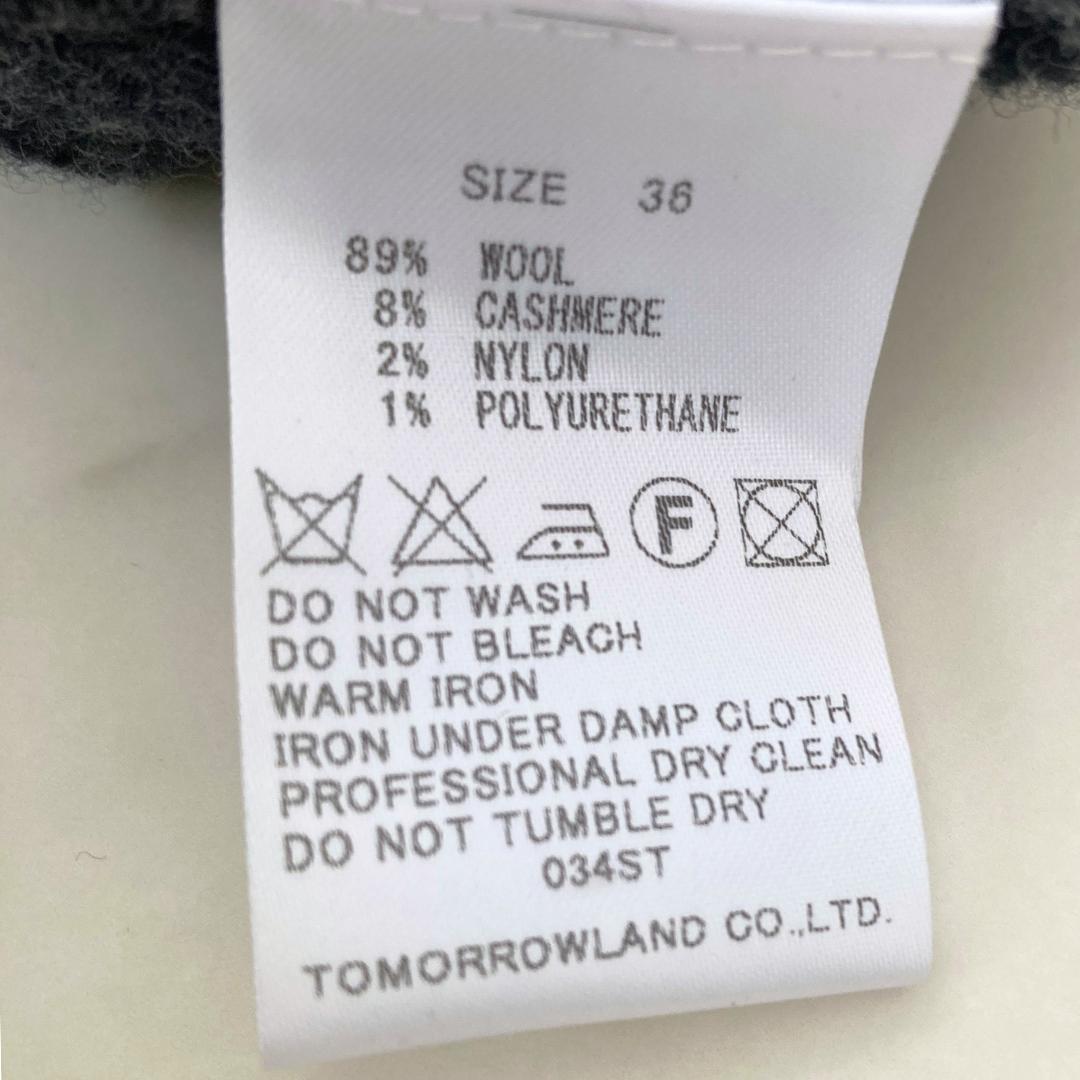 SIZE 36
89% WOOL
8% CASHMERE
2% NYLON
1% POLYURETHANE
F
DO NOT WASH
DO NOT BLEACH
WARM IRON
IRON UNDER DAMP CLOTH
PROFESSIONAL DRY CLEAN
DO NOT TUMBLE DRY
034ST
TOMORROWLAND CO.,LTD.